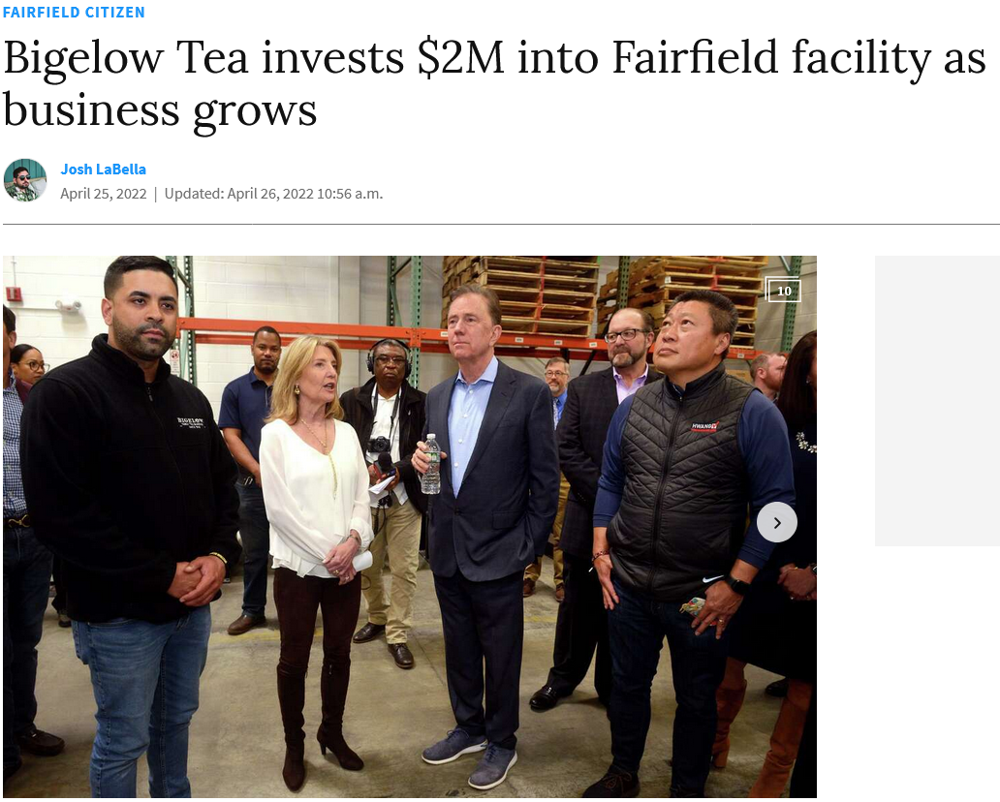 FAIRFIELD CITIZEN
Bigelow Tea invests $2M into Fairfield facility as
business grows
Josh LaBella
April 25, 2022 | Updated: April 26, 2022 10:56 a.m.
10
BIGELOW
HWANG